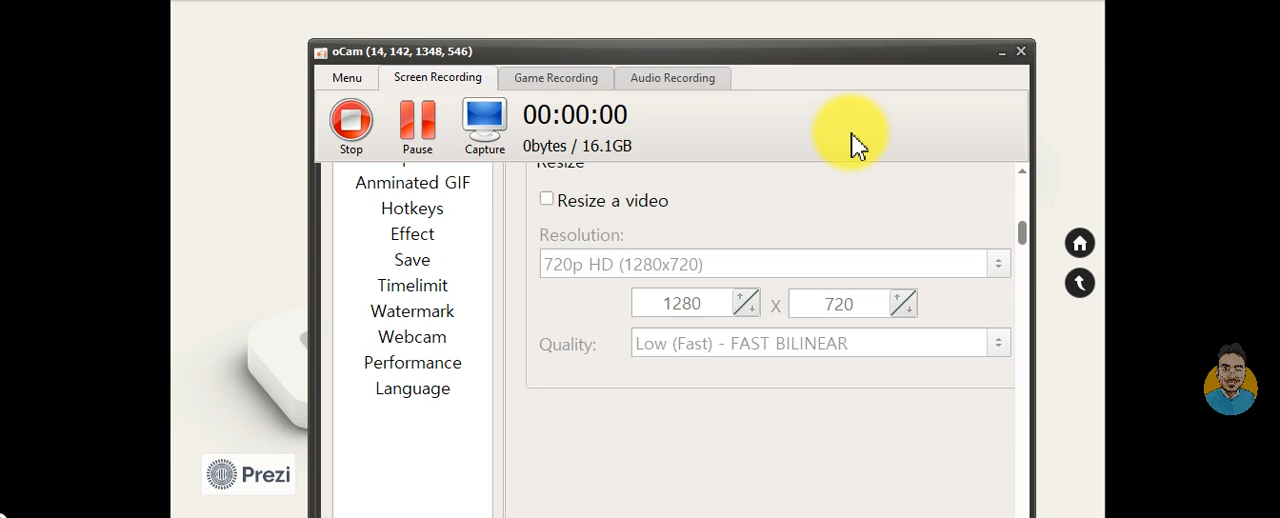 oCam (14, 142, 1348, 546)
Menu
Screen Recording
Game Recording
Audio Recording
Stop
Pause
Capture
00:00:00
0bytes / 16.1GB
Anminated GIF
Hotkeys
Effect
Save
Timelimit
Watermark
Webcam
Performance
Language
Resize
Resize a video
Resolution:
720p HD (1280x720)
1280 X 720
Quality:
Low (Fast) - FAST BILINEAR
Prezi